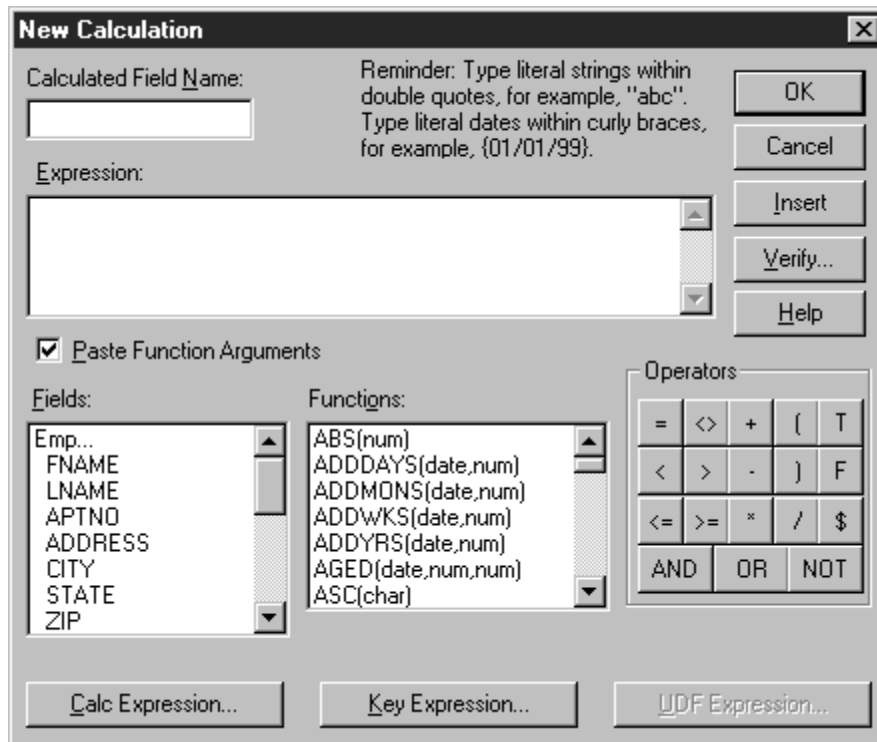 New Calculation
Calculated Field Name:
Reminder: Type literal strings within
double quotes, for example, "abc".
Type literal dates within curly braces,
for example, {01/01/99}.
OK
Cancel
Expression:
Insert
Verify...
Help
Paste Function Arguments
Fields:
Emp...
FNAME
LNAME
APTNO
ADDRESS
CITY
STATE
ZIP
Functions:
ABS(num)
ADDDAYS(date,num)
ADDMONS(date,num)
ADDWKS(date,num)
ADDYRS(date,num)
AGED(date,num,num)
ASC(char)
Operators
= <> + ( T
< > - ) F
<= >= * / $
AND OR NOT
Calc Expression...
Key Expression...
UDF Expression...